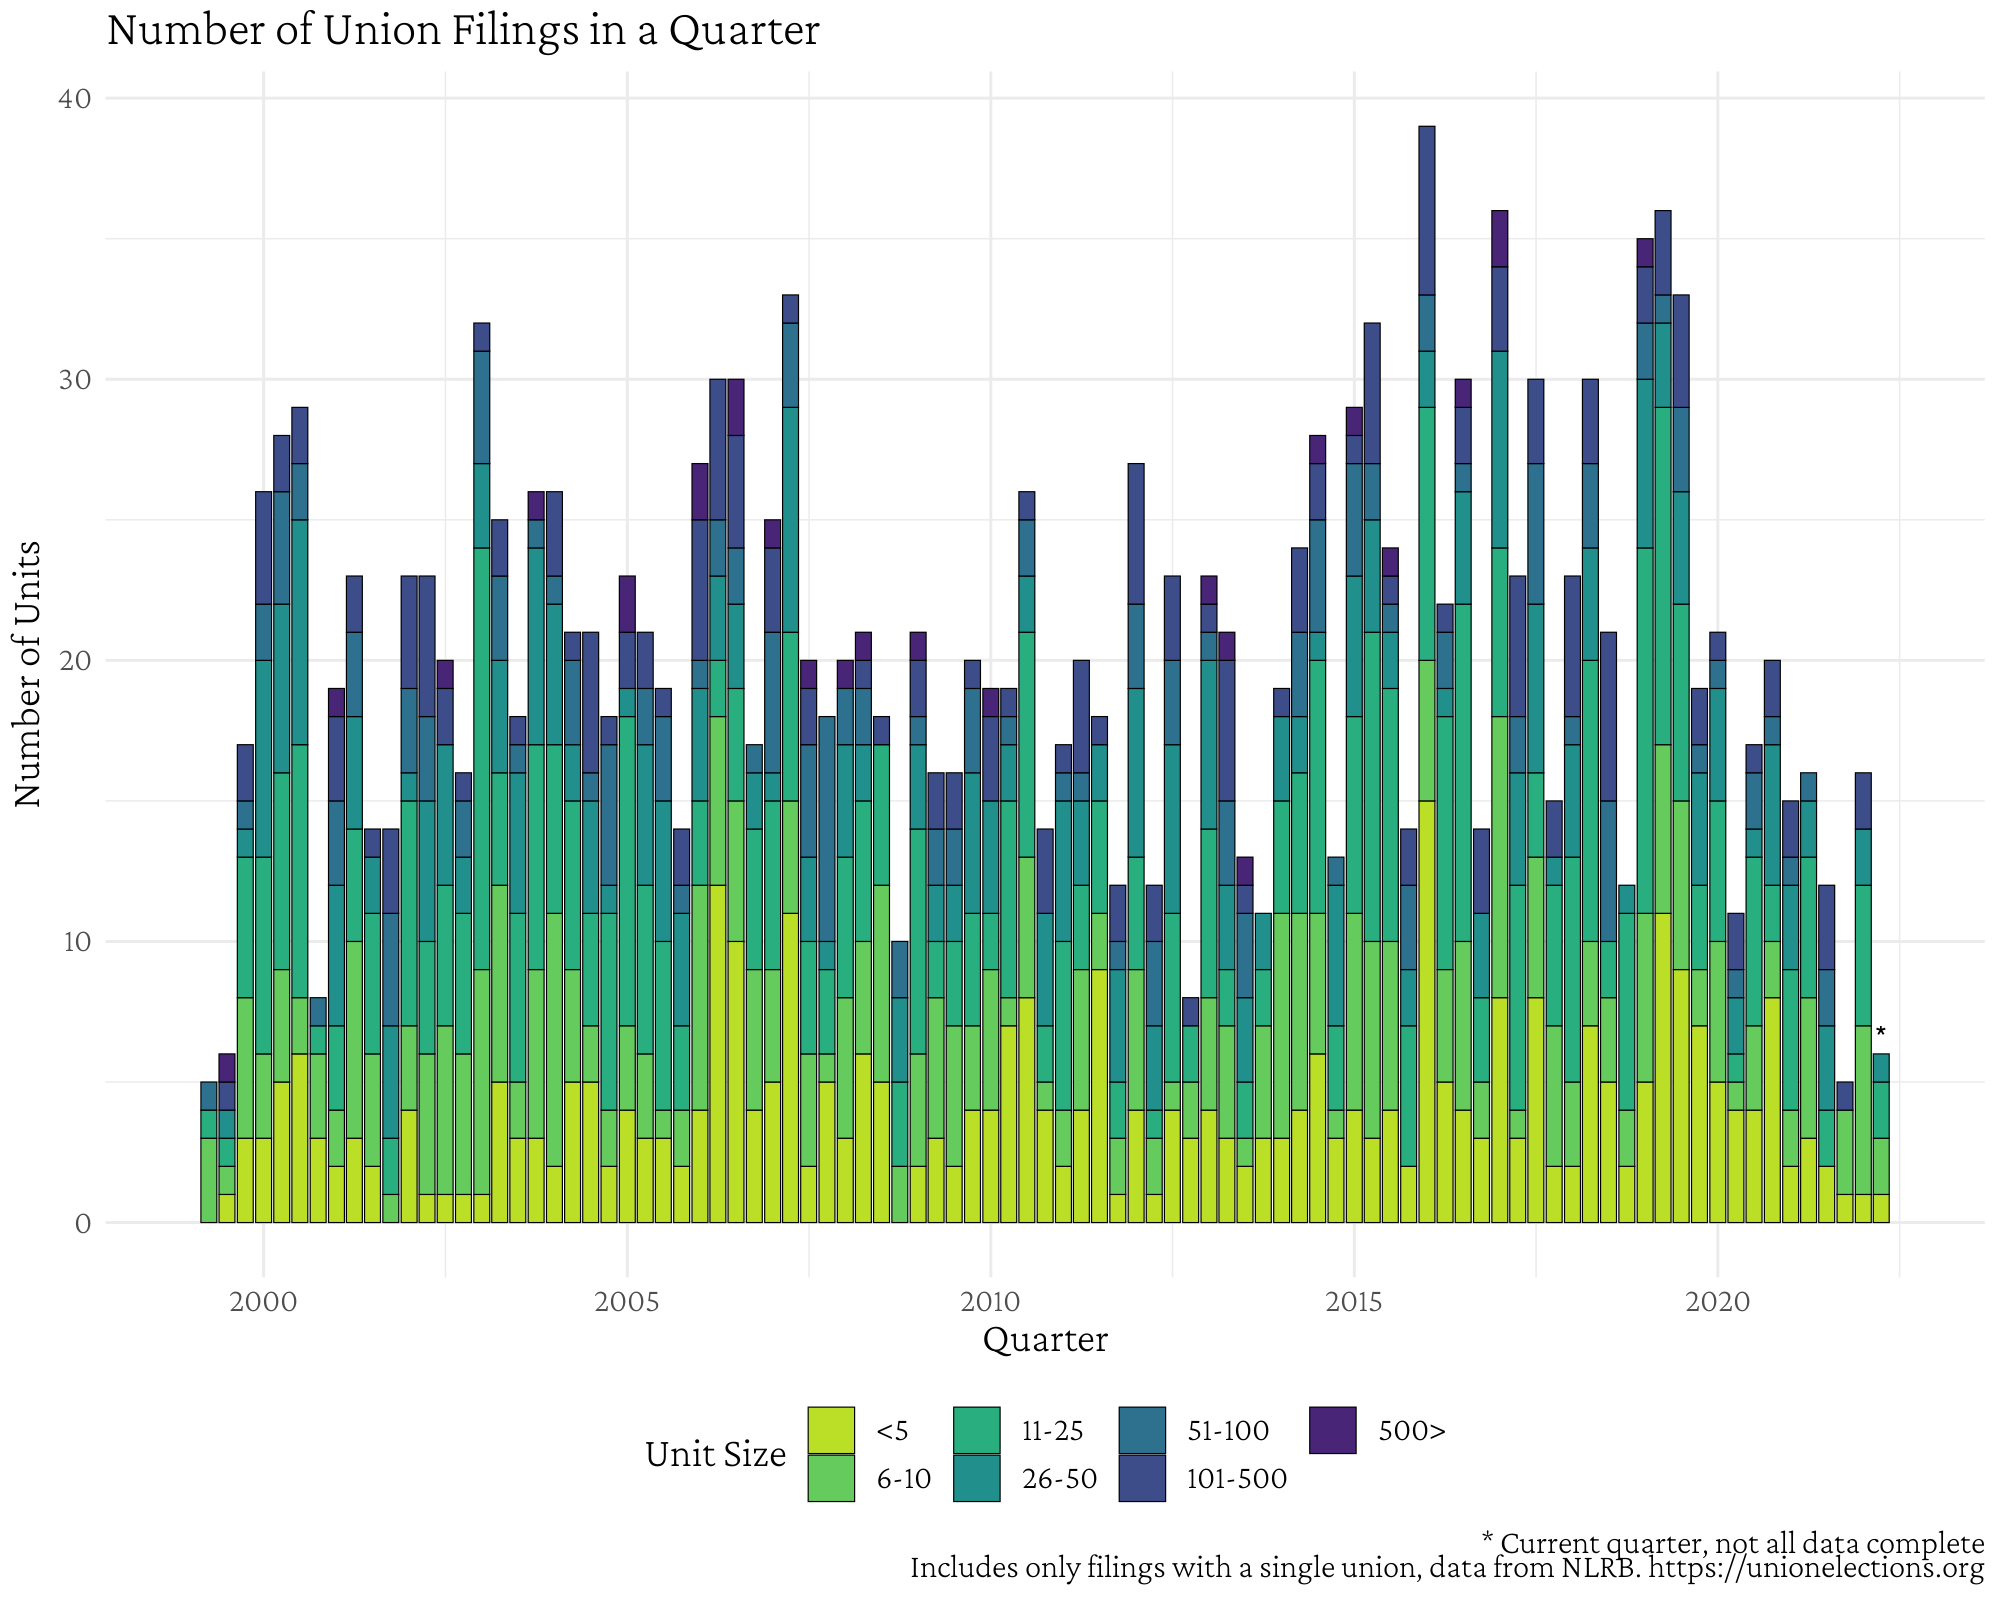 Number of Union Filings in a Quarter
40
30
20
10
0
Number of Units
2000 2005 2010 2015 2020
*
Quarter
Unit Size
<5 11-25 51-100 500>
6-10 26-50 101-500
* Current quarter, not all data complete
Includes only filings with a single union, data from NLRB. https://unionelections.org